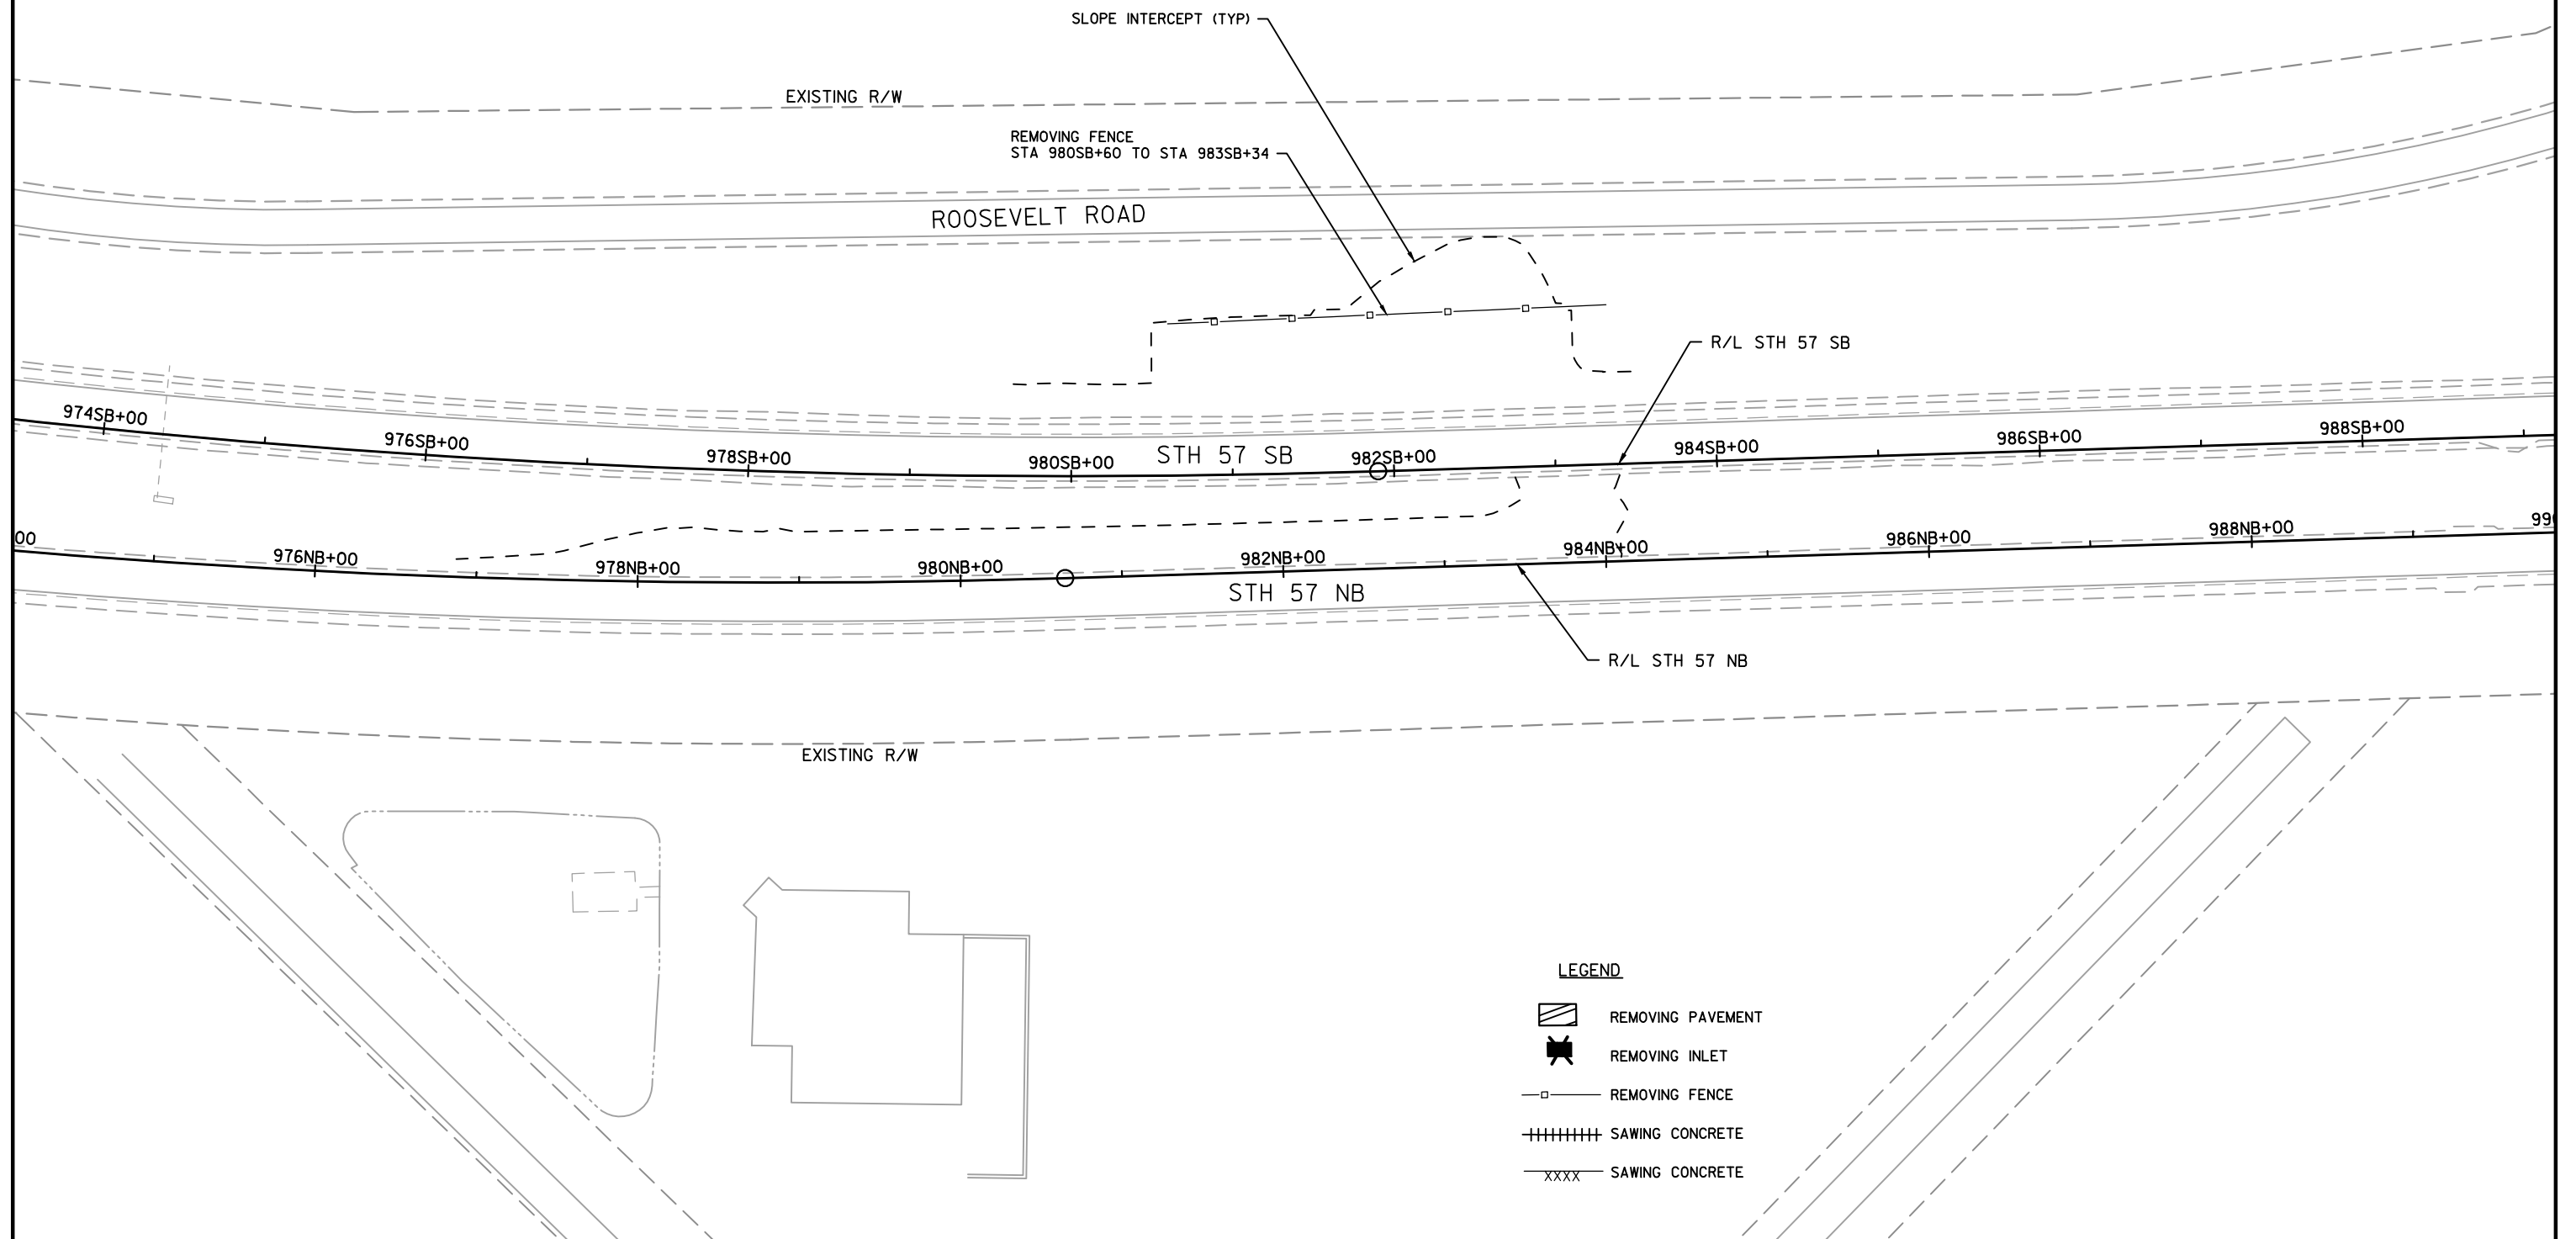 SLOPE INTERCEPT (TYP)
EXISTING R/W
REMOVING FENCE
STA 980SB+60 TO STA 983SB+34
ROOSEVELT ROAD
R/L STH 57 SB
974SB+00
976SB+00
978SB+00
980SB+00
STH 57 SB
982SB+00
984SB+00
986SB+00
988SB+00
00
976NB+00
978NB+00
980NB+00
982NB+00
984NB+00
986NB+00
988NB+00
99
STH 57 NB
R/L STH 57 NB
EXISTING R/W
LEGEND
REMOVING PAVEMENT
REMOVING INLET
REMOVING FENCE
SAWING CONCRETE
XXXX SAWING CONCRETE